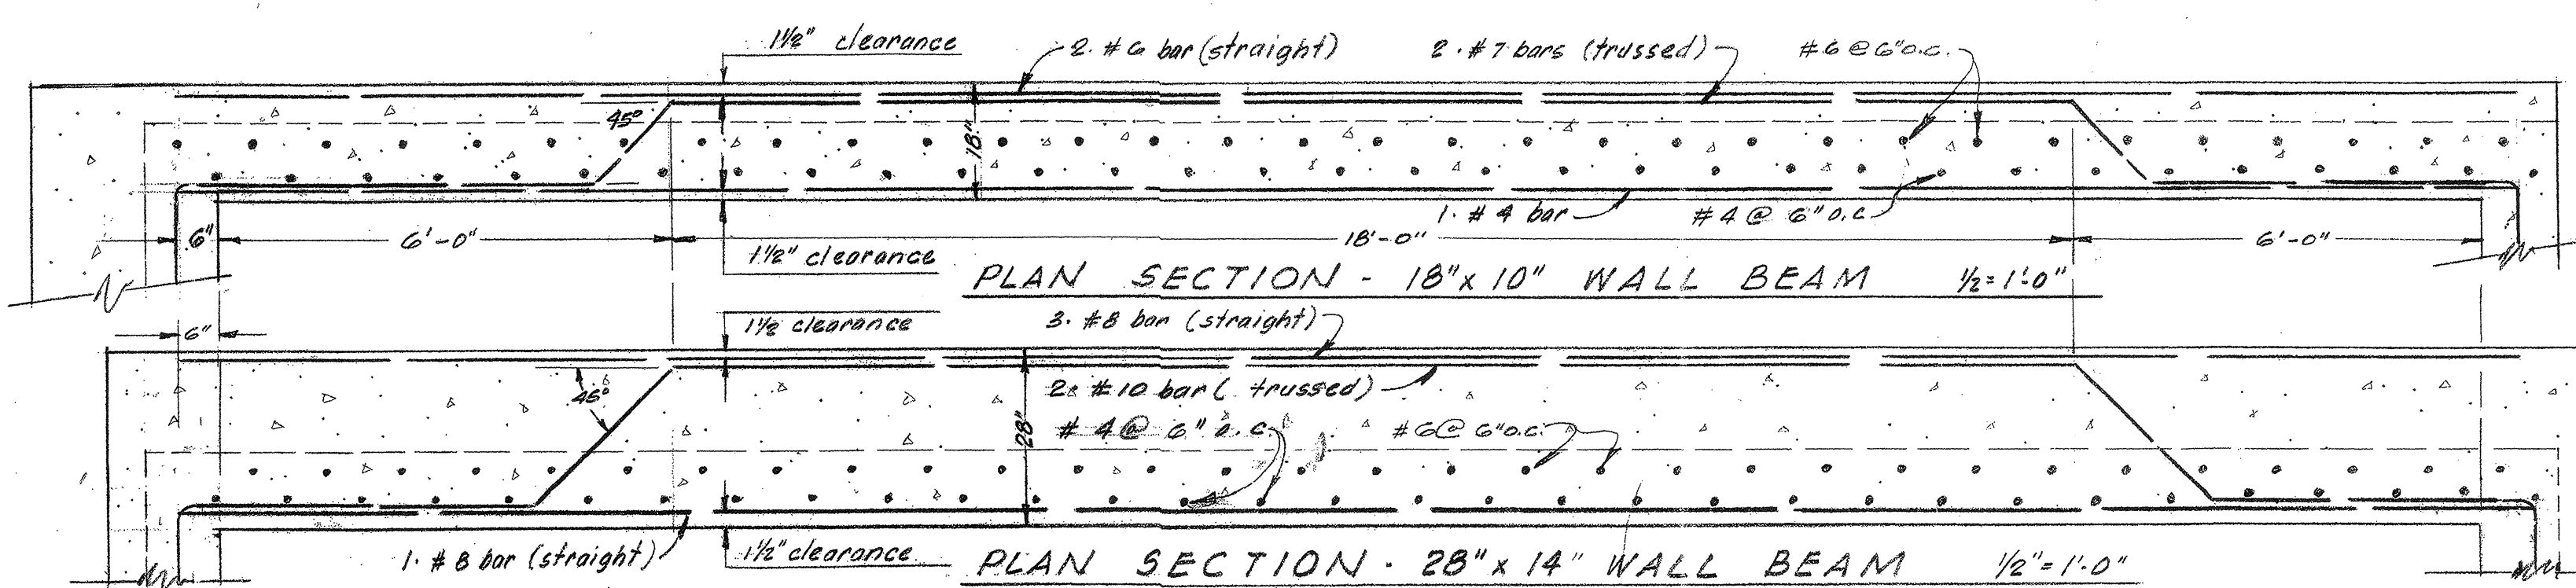 1½" clearance
2·#6 bar (straight)
2·#7 bars (trussed)
#6 @ 6" o.c.
45°
18"
1·#4 bar
#4 @ 6" o.c.
6"
6'-0"
18'-0"
6'-0"
1½" clearance
PLAN SECTION - 18" x 10" WALL BEAM ½=1'-0"
6"
1½ clearance
3·#8 bar (straight)
45°
2·#10 bar (trussed)
28"
#4 @ 6" o.c.
#6 @ 6" o.c.
1·#8 bar (straight)
1½" clearance
PLAN SECTION · 28" x 14" WALL BEAM ½"=1'-0"